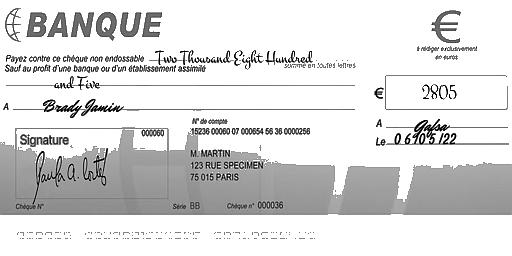 BANQUE
€
à rédiger exclusivement
en euros
Payez contre ce chèque non endossable Two Thousand Eight Hundred
Sauf au profit d'une banque ou d'un établissement assimilé
somme en toutes lettres
and Five
€ 2805
A Brady Jamin
A Gafsa
Le
N° de compte
000060 15236 00060 07 000654 56 36 0000256
Signature
M. MARTIN
123 RUE SPECIMEN
75 015 PARIS
Chèque N° Série BB Chèque n° 000036